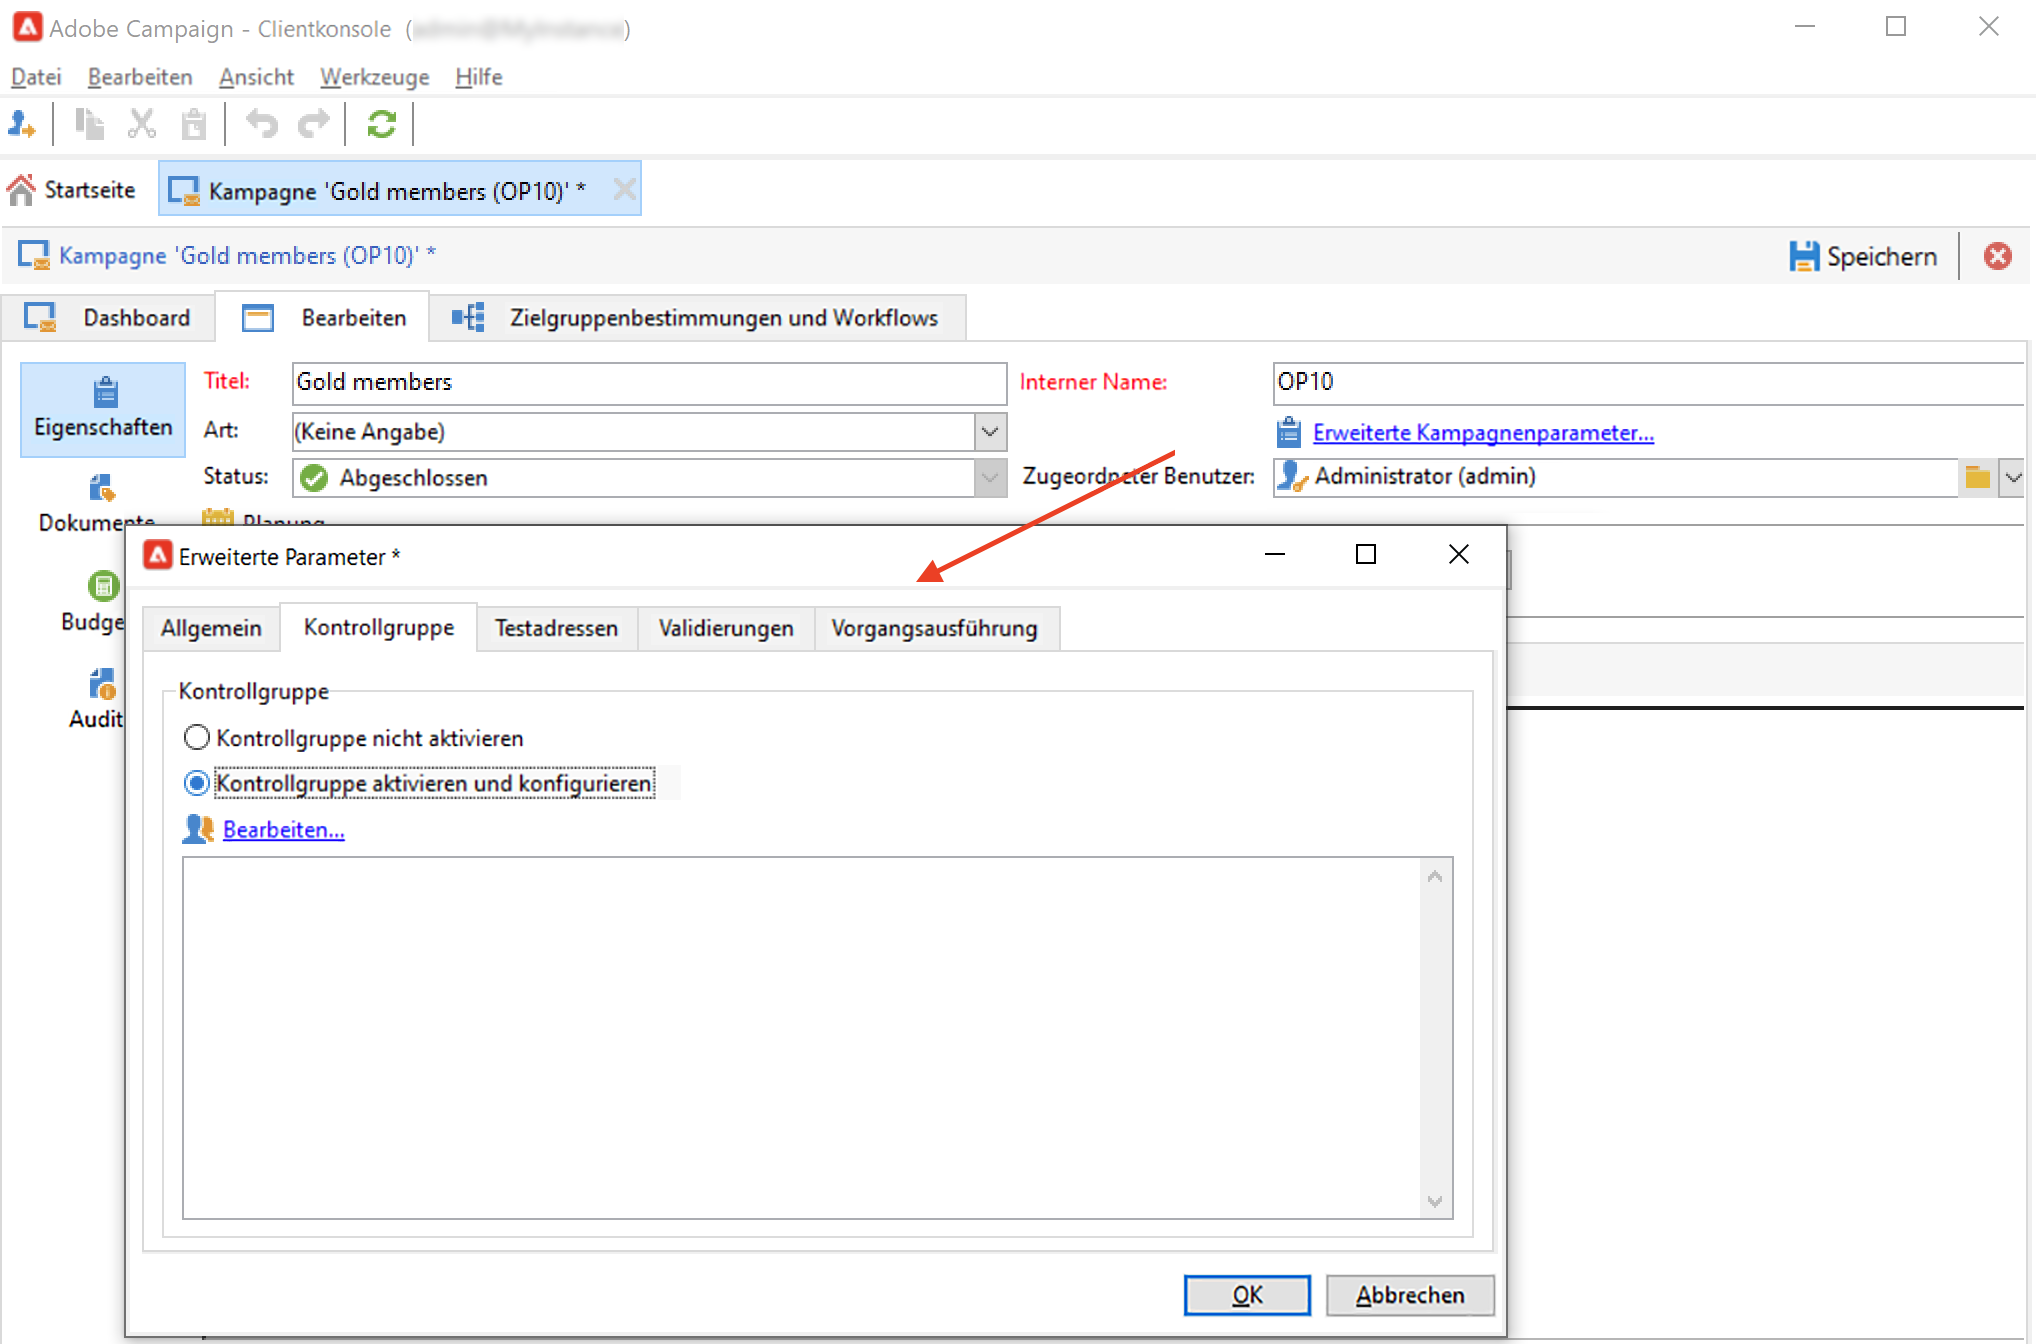 Adobe Campaign - Clientkonsole ( )
Datei Bearbeiten Ansicht Werkzeuge Hilfe
Startseite Kampagne 'Gold members (OP10)' *
Kampagne 'Gold members (OP10)' * Speichern
Dashboard Bearbeiten Zielgruppenbestimmungen und Workflows
Eigenschaften
Titel: Gold members Interner Name: OP10
Art: (Keine Angabe) Erweiterte Kampagnenparameter...
Status: Abgeschlossen Zugeordneter Benutzer: Administrator (admin)
Dokumente Planung
Erweiterte Parameter *
Budge
Audit
Allgemein Kontrollgruppe Testadressen Validierungen Vorgangsausführung
Kontrollgruppe
Kontrollgruppe nicht aktivieren
Kontrollgruppe aktivieren und konfigurieren
Bearbeiten...
OK Abbrechen